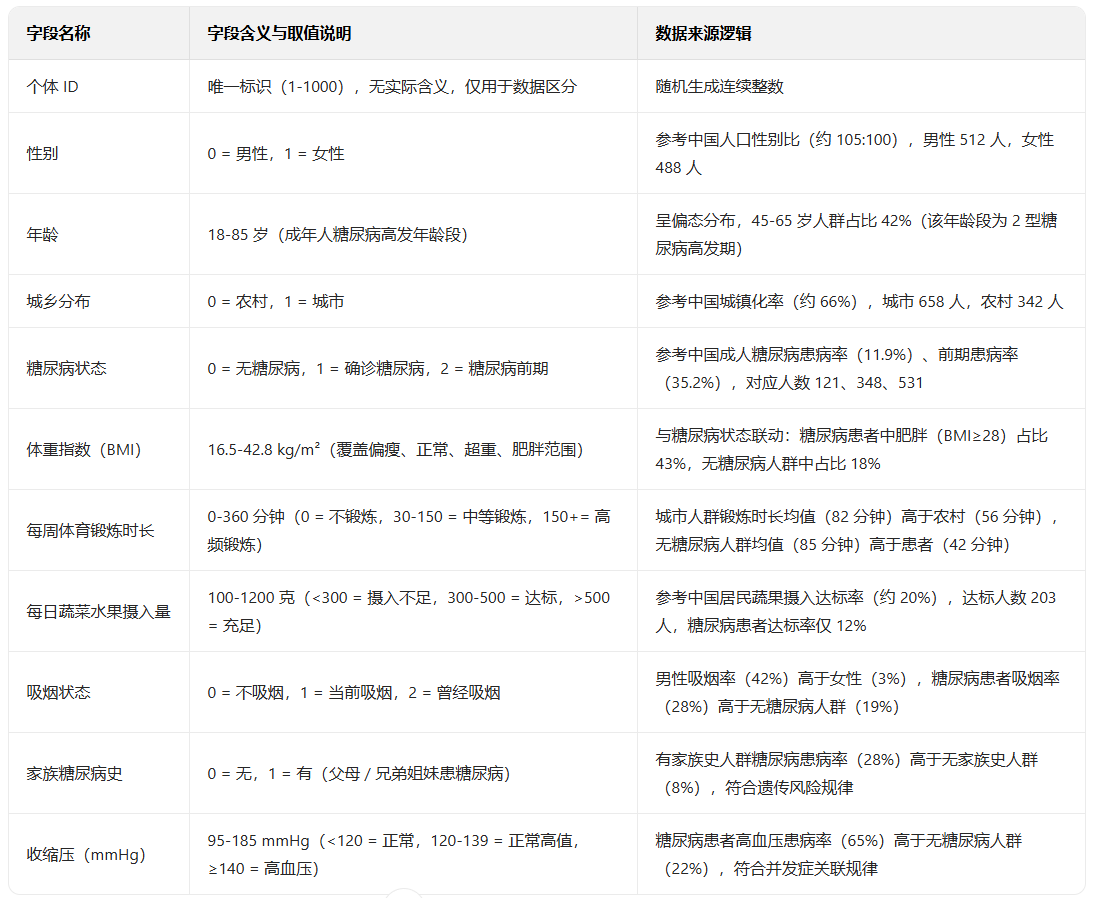 字段名称
字段含义与取值说明
数据来源逻辑
个体 ID
唯一标识（1-1000），无实际含义，仅用于数据区分
随机生成连续整数
性别
0 = 男性，1 = 女性
参考中国人口性别比（约 105:100），男性 512 人，女性
488 人
年龄
18-85 岁（成年人糖尿病高发年龄段）
呈偏态分布，45-65 岁人群占比 42%（该年龄段为 2 型糖
尿病高发期）
城乡分布
0 = 农村，1 = 城市
参考中国城镇化率（约 66%），城市 658 人，农村 342 人
糖尿病状态
0 = 无糖尿病，1 = 确诊糖尿病，2 = 糖尿病前期
参考中国成人糖尿病患病率（11.9%）、前期患病率
（35.2%），对应人数 121、348、531
体重指数（BMI）
16.5-42.8 kg/m²（覆盖偏瘦、正常、超重、肥胖范围）
与糖尿病状态联动：糖尿病患者中肥胖（BMI≥28）占比
43%，无糖尿病人群中占比 18%
每周体育锻炼时长
0-360 分钟（0 = 不锻炼，30-150 = 中等锻炼，150+= 高
频锻炼）
城市人群锻炼时长均值（82 分钟）高于农村（56 分钟），
无糖尿病人群均值（85 分钟）高于患者（42 分钟）
每日蔬菜水果摄入量
100-1200 克（<300 = 摄入不足，300-500 = 达标，>500
= 充足）
参考中国居民蔬果摄入达标率（约 20%），达标人数 203
人，糖尿病患者达标率仅 12%
吸烟状态
0 = 不吸烟，1 = 当前吸烟，2 = 曾经吸烟
男性吸烟率（42%）高于女性（3%），糖尿病患者吸烟率
（28%）高于无糖尿病人群（19%）
家族糖尿病史
0 = 无，1 = 有（父母 / 兄弟姐妹患糖尿病）
有家族史人群糖尿病患病率（28%）高于无家族史人群
（8%），符合遗传风险规律
收缩压（mmHg）
95-185 mmHg（<120 = 正常，120-139 = 正常高值，
≥140 = 高血压）
糖尿病患者高血压患病率（65%）高于无糖尿病人群
（22%），符合并发症关联规律